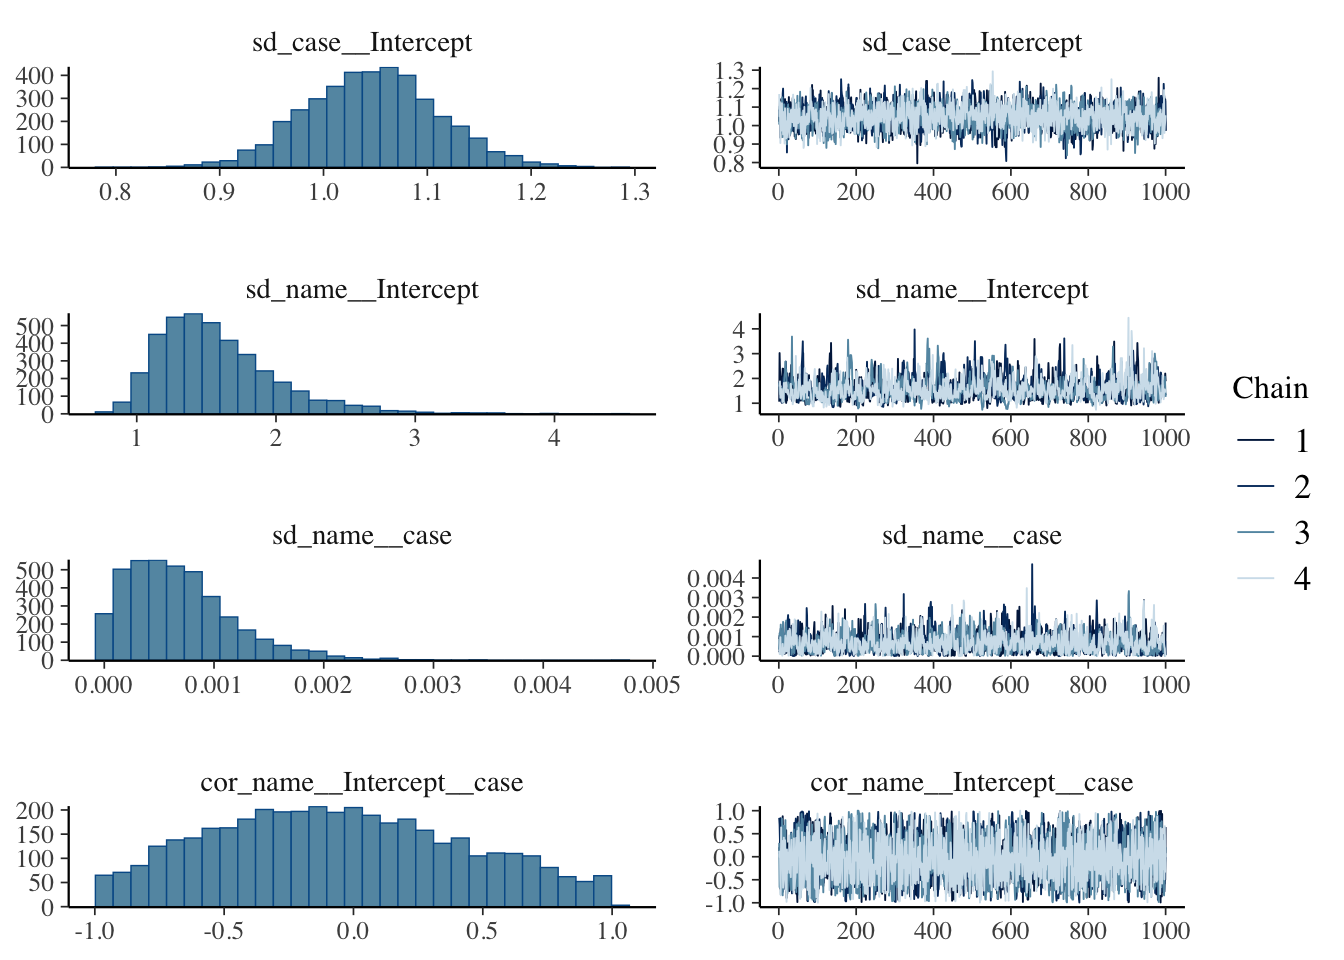 sd_case__Intercept
400
300
200
100
0
0.8 0.9 1.0 1.1 1.2 1.3
sd_case__Intercept
1.3
1.2
1.1
1.0
0.9
0.8
0 200 400 600 800 1000
sd_name__Intercept
500
400
300
200
100
0
1 2 3 4
sd_name__Intercept
4
3
2
1
0 200 400 600 800 1000
sd_name__case
500
400
300
200
100
0
0.000 0.001 0.002 0.003 0.004 0.005
sd_name__case
0.004
0.003
0.002
0.001
0.000
0 200 400 600 800 1000
cor_name__Intercept__case
200
150
100
50
0
-1.0 -0.5 0.0 0.5 1.0
cor_name__Intercept__case
1.0
0.5
0.0
-0.5
-1.0
0 200 400 600 800 1000
Chain
1
2
3
4